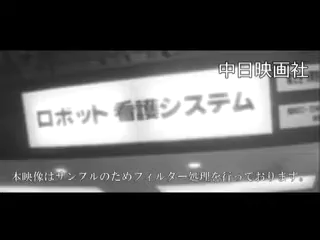 中日映画社
ロボット 看護システム
本映像はサンプルのためフィルター処理を行っております。